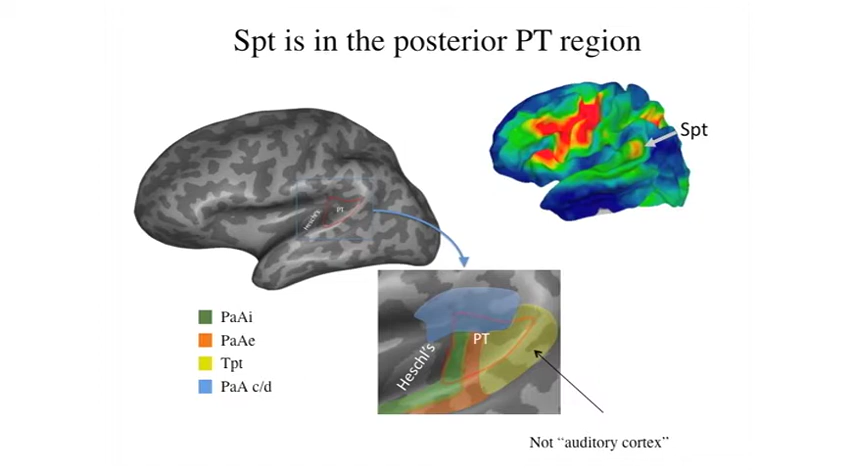 Spt is in the posterior PT region
Spt
Heschl's
PT
PaAi
PaAe
Tpt
PaA c/d
Heschl's
PT
Not "auditory cortex"